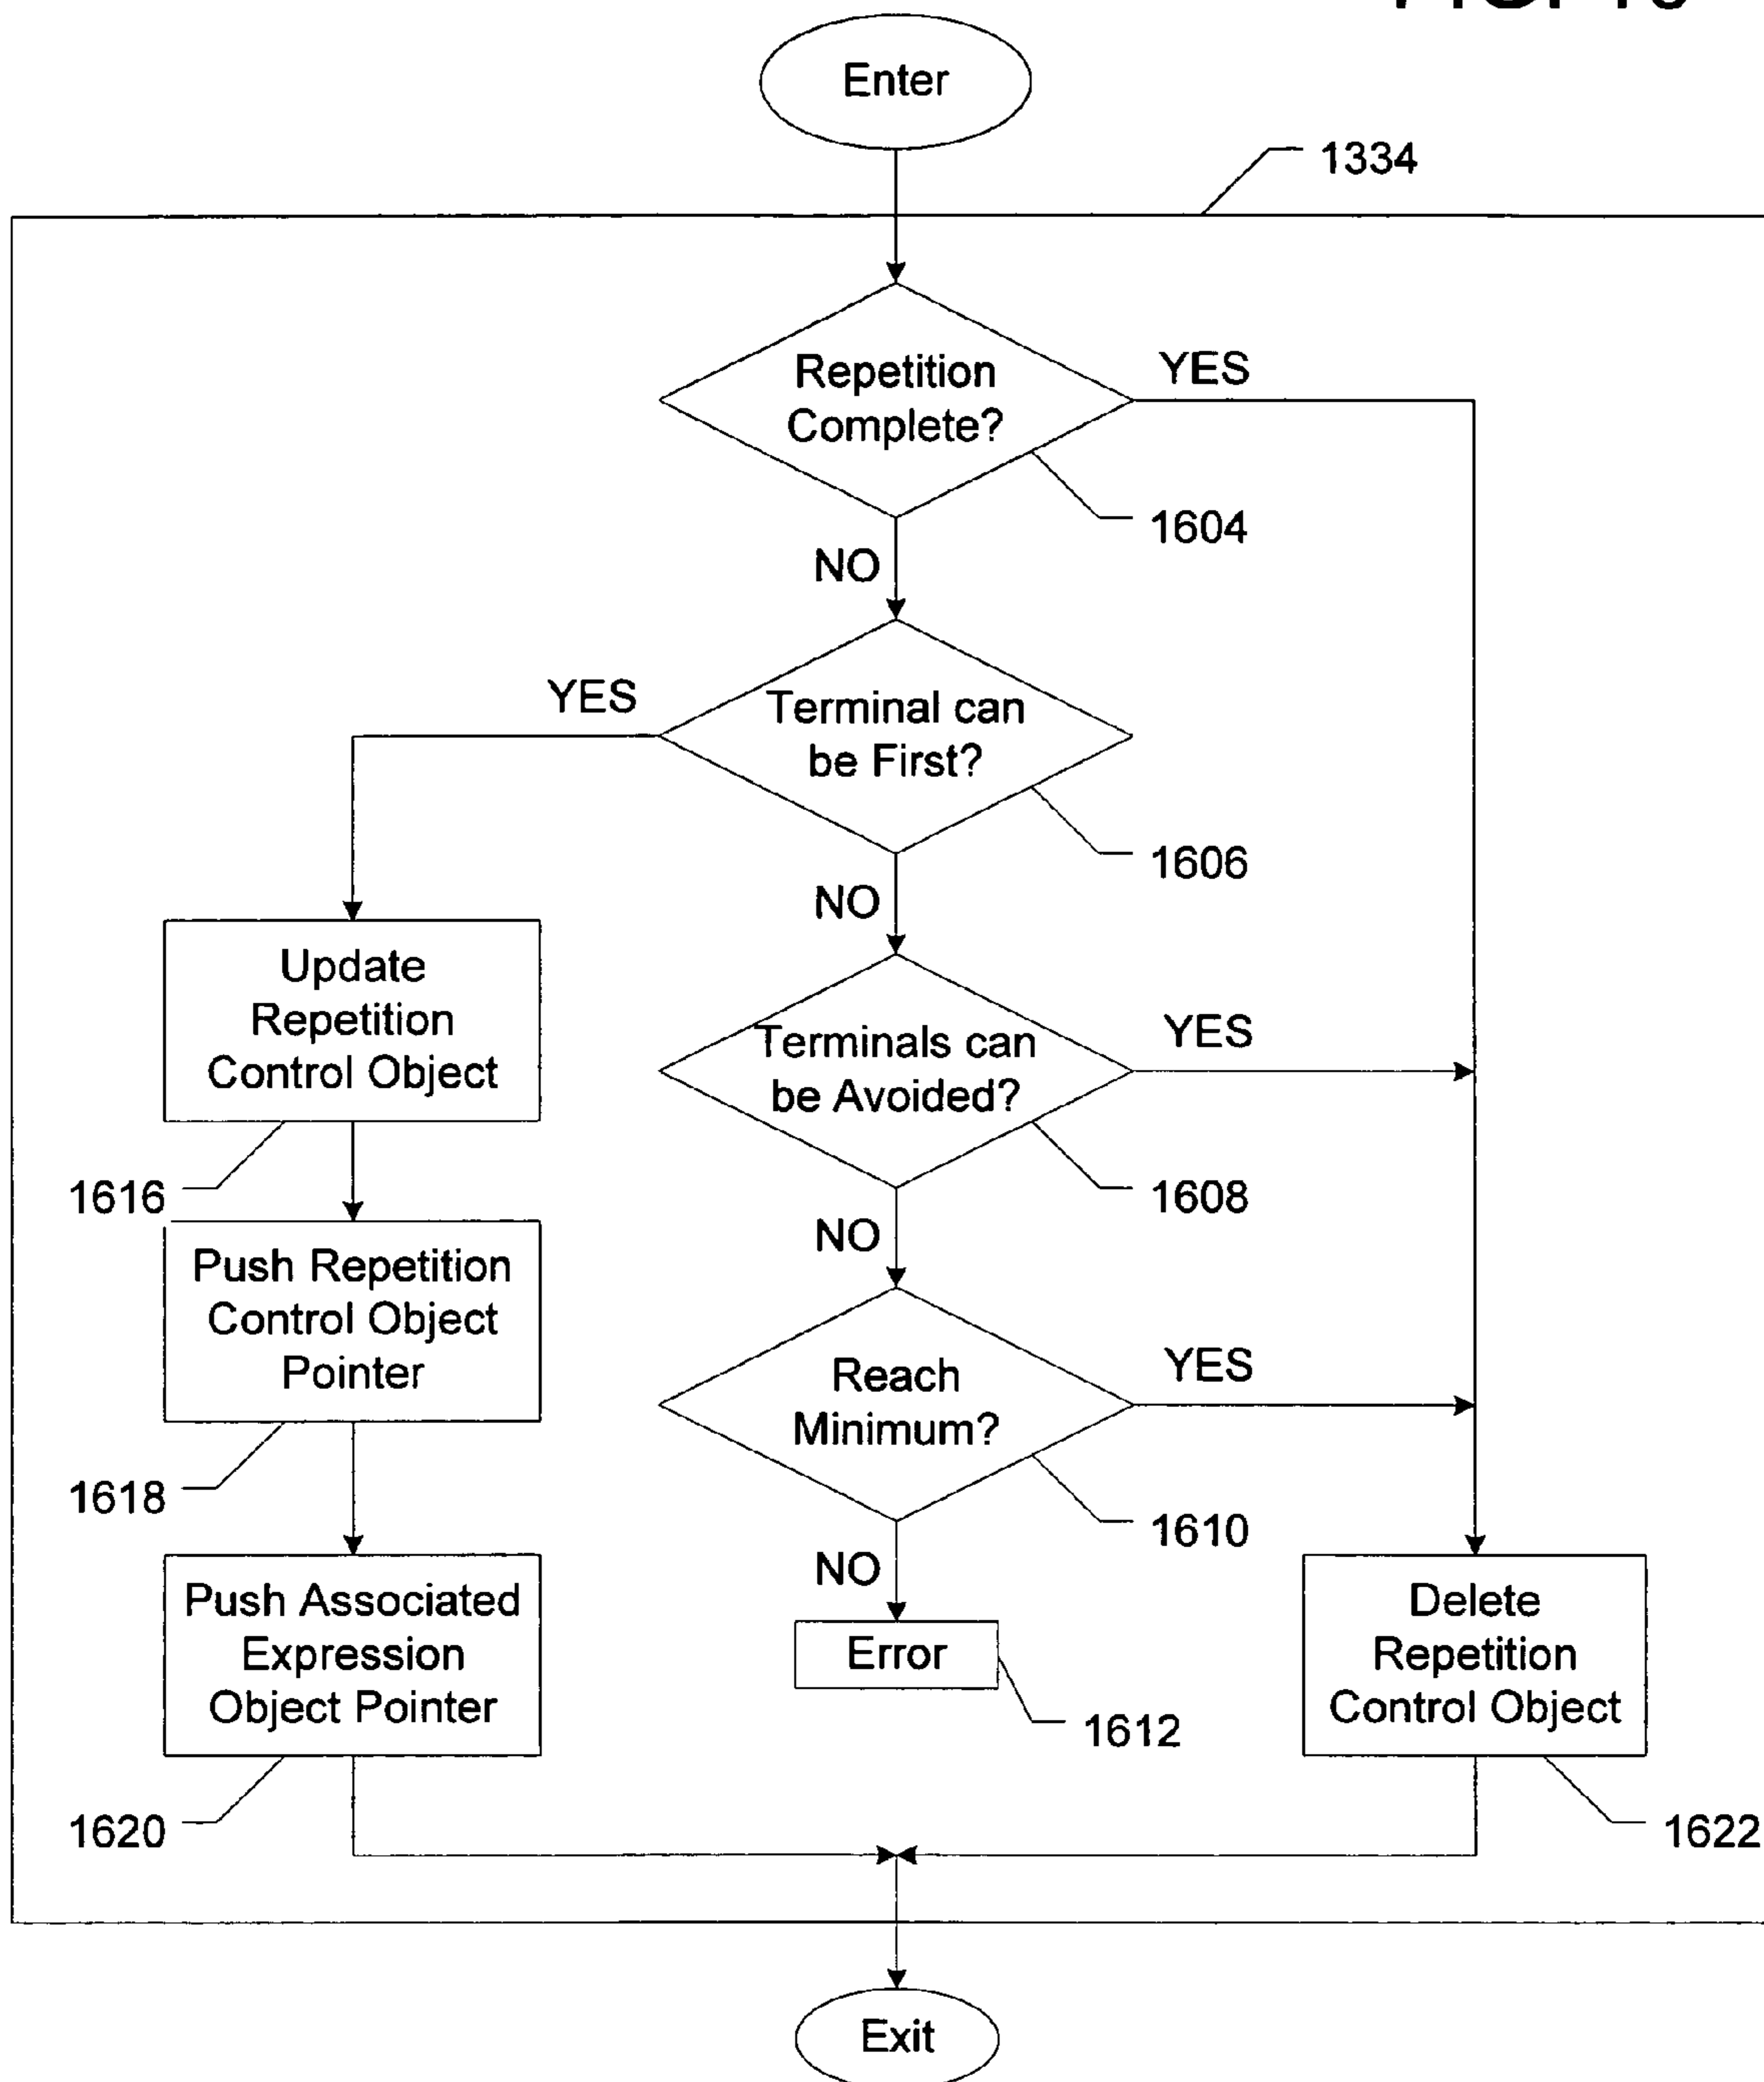 Enter
1334
Repetition
Complete?
YES
1604
NO
Terminal can
be First?
YES
1606
NO
Update
Repetition
Control Object
1616
Terminals can
be Avoided?
YES
1608
NO
Push Repetition
Control Object
Pointer
1618
Reach
Minimum?
YES
1610
NO
Push Associated
Expression
Object Pointer
1620
Error
1612
Delete
Repetition
Control Object
1622
Exit